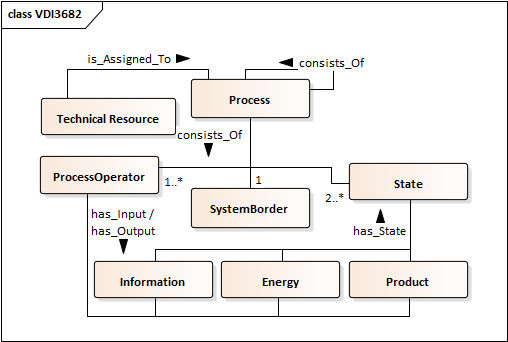 class VDI3682
is_Assigned_To
consists_Of
Process
Technical Resource
consists_Of
ProcessOperator
1..*
1
State
2..*
SystemBorder
has_Input /
has_Output
has_State
Information
Energy
Product